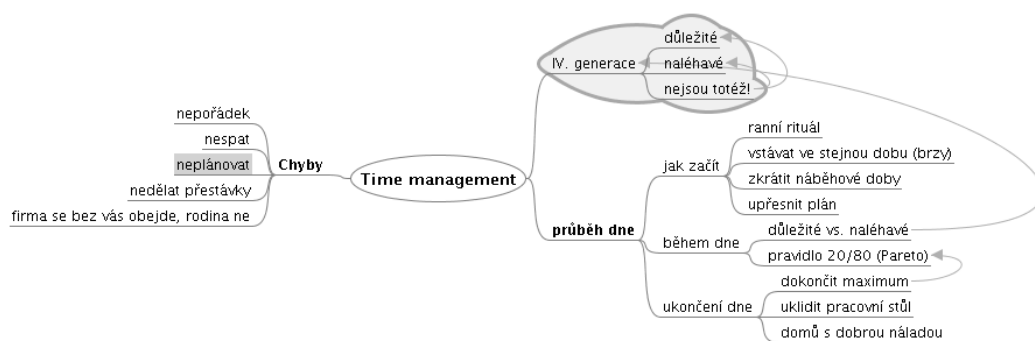 Time management
Chyby
nepořádek
nespat
neplánovat
nedělat přestávky
firma se bez vás obejde, rodina ne
IV. generace
důležité
naléhavé
nejsou totéž!
průběh dne
jak začít
ranní rituál
vstávat ve stejnou dobu (brzy)
zkrátit náběhové doby
upřesnit plán
během dne
důležité vs. naléhavé
pravidlo 20/80 (Pareto)
ukončení dne
dokončit maximum
uklidit pracovní stůl
domů s dobrou náladou